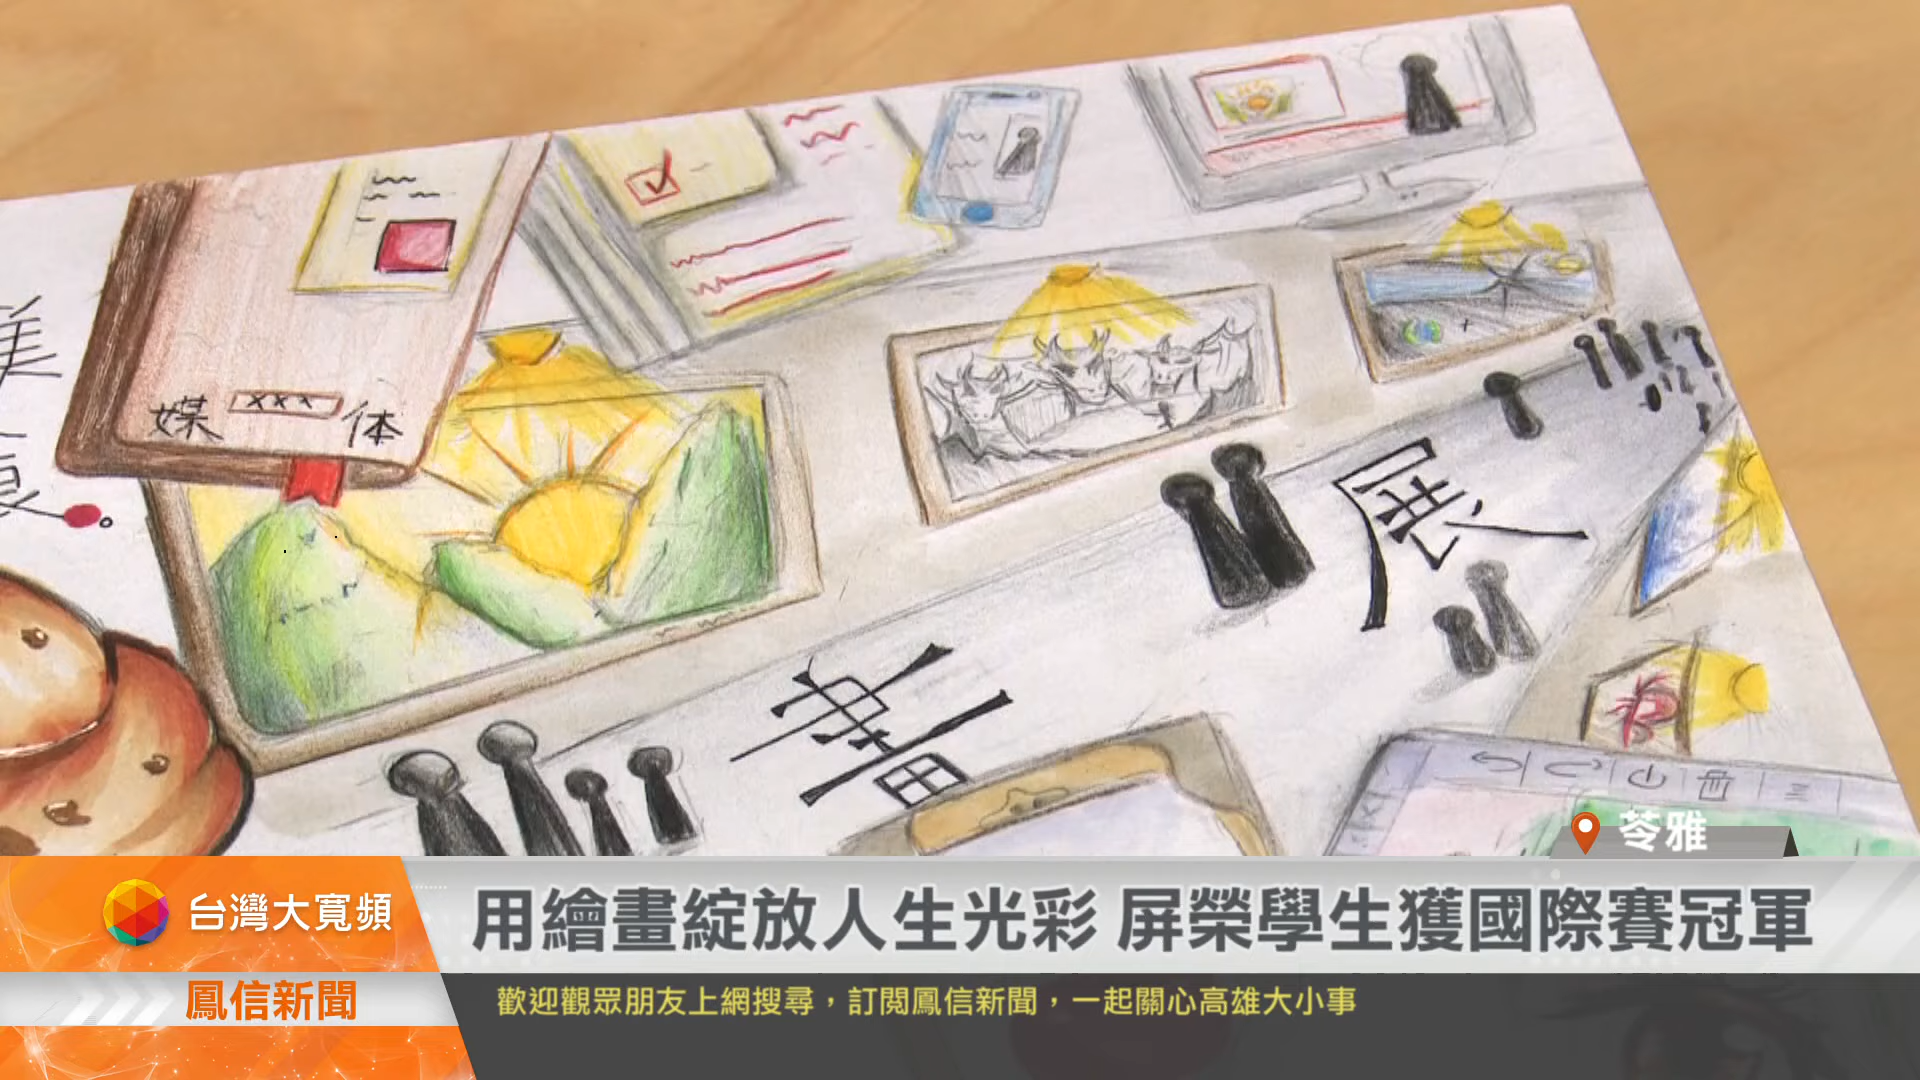 媒 xxx 体
畫
展
苓雅
台灣大寬頻
用繪畫綻放人生光彩 屏榮學生獲國際賽冠軍
鳳信新聞
歡迎觀眾朋友上網搜尋，訂閱鳳信新聞，一起關心高雄大小事